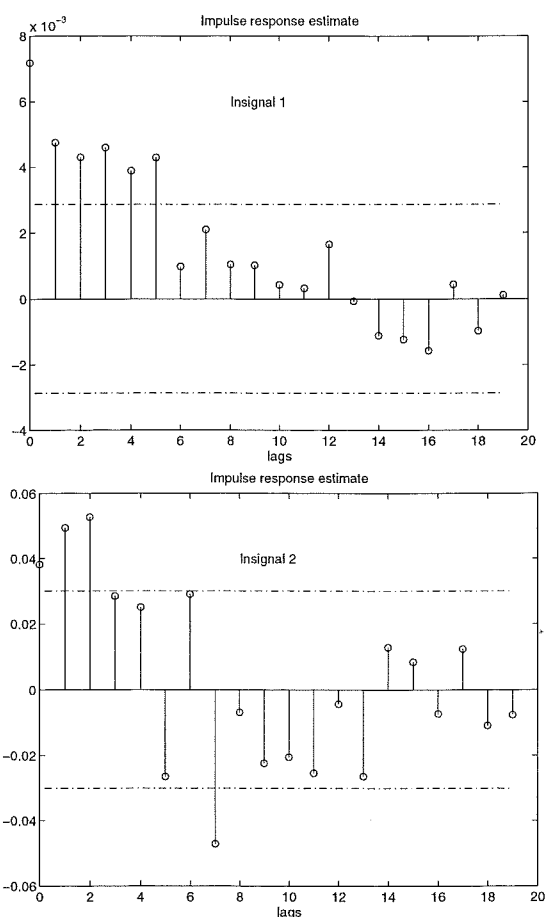 Impulse response estimate
x 10⁻³
8
6
4
2
0
−2
−4
Insignal 1
0 2 4 6 8 10 12 14 16 18 20
lags
Impulse response estimate
0.06
0.04
0.02
0
−0.02
−0.04
−0.06
Insignal 2
0 2 4 6 8 10 12 14 16 18 20
lags